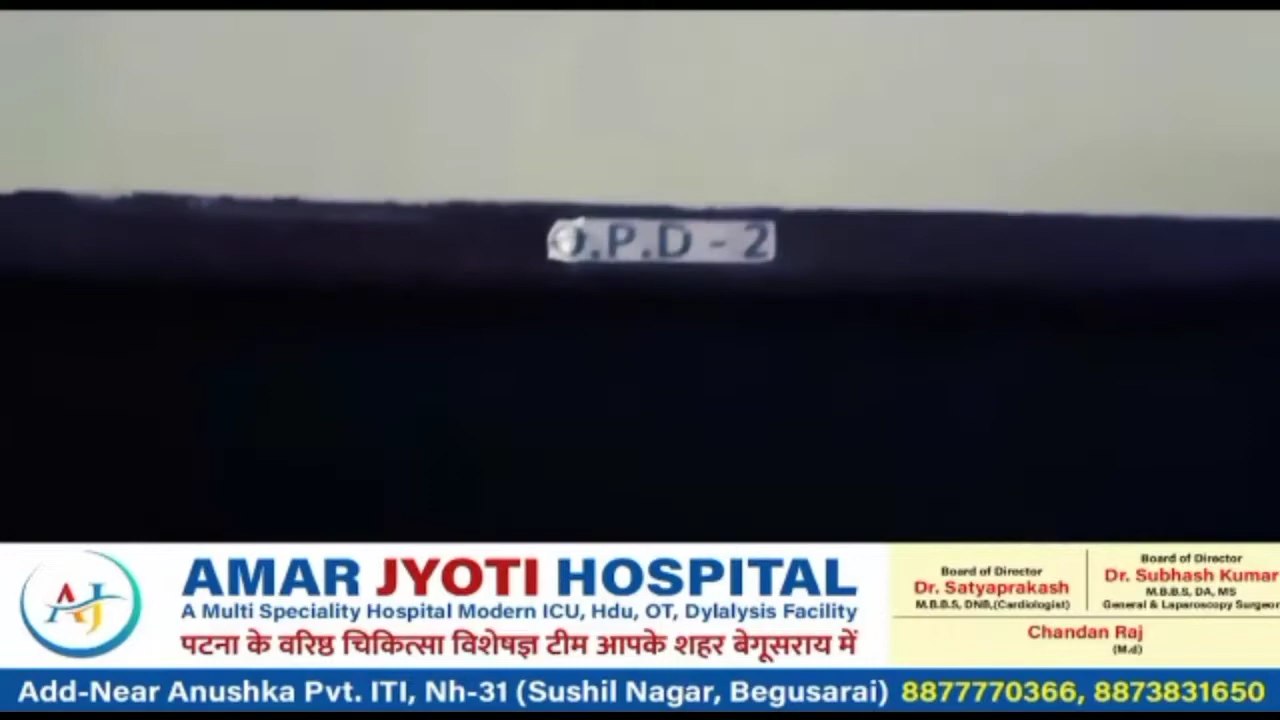 O.P.D - 2
AJ
AMAR JYOTI HOSPITAL
A Multi Speciality Hospital Modern ICU, Hdu, OT, Dylalysis Facility
पटना के वरिष्ठ चिकित्सा विशेषज्ञ टीम आपके शहर बेगूसराय में
Board of Director
Dr. Satyaprakash
M.B.B.S, DNB,(Cardiologist)
Board of Director
Dr. Subhash Kumar
M.B.B.S, DA, MS
General & Laparoscopy Surgeon
Chandan Raj
(M.d)
Add-Near Anushka Pvt. ITI, Nh-31 (Sushil Nagar, Begusarai) 8877770366, 8873831650